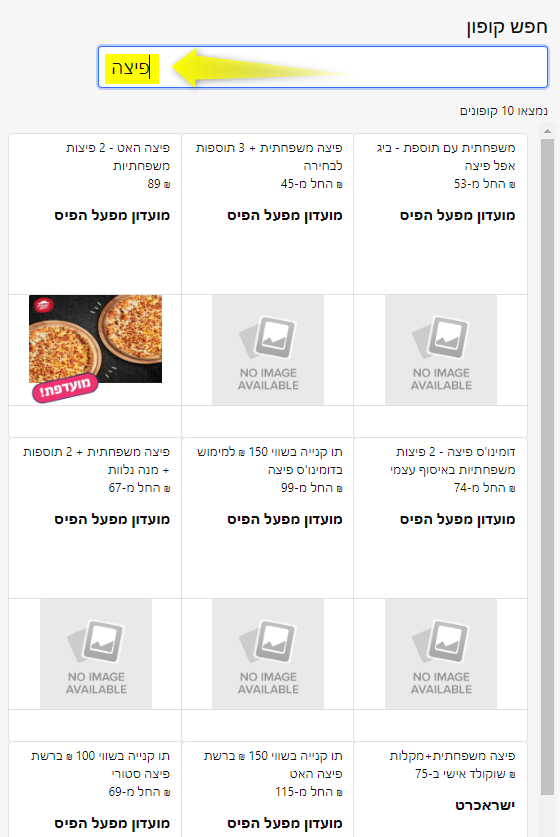 חפש קופון
פיצה
נמצאו 10 קופונים
משפחתית עם תוספת - ביג
אפל פיצה
₪ החל מ-53
מועדון מפעל הפיס
פיצה משפחתית + 3 תוספות
לבחירה
₪ החל מ-45
מועדון מפעל הפיס
פיצה האט - 2 פיצות
משפחתיות
₪ 89
מועדון מפעל הפיס
NO IMAGE
AVAILABLE
NO IMAGE
AVAILABLE
מועדפת!
דומינו'ס פיצה - 2 פיצות
משפחתיות באיסוף עצמי
₪ החל מ-74
מועדון מפעל הפיס
תו קנייה בשווי 150 ₪ למימוש
בדומינו'ס פיצה
₪ החל מ-99
מועדון מפעל הפיס
פיצה משפחתית + 2 תוספות
+ מנה נלוות
₪ החל מ-67
מועדון מפעל הפיס
NO IMAGE
AVAILABLE
NO IMAGE
AVAILABLE
NO IMAGE
AVAILABLE
פיצה משפחתית+מקלות
₪ שוקולד אישי ב-75
ישראכרט
תו קנייה בשווי 150 ₪ ברשת
פיצה האט
₪ החל מ-115
מועדון מפעל הפיס
תו קנייה בשווי 100 ₪ ברשת
פיצה סטורי
₪ החל מ-69
מועדון מפעל הפיס